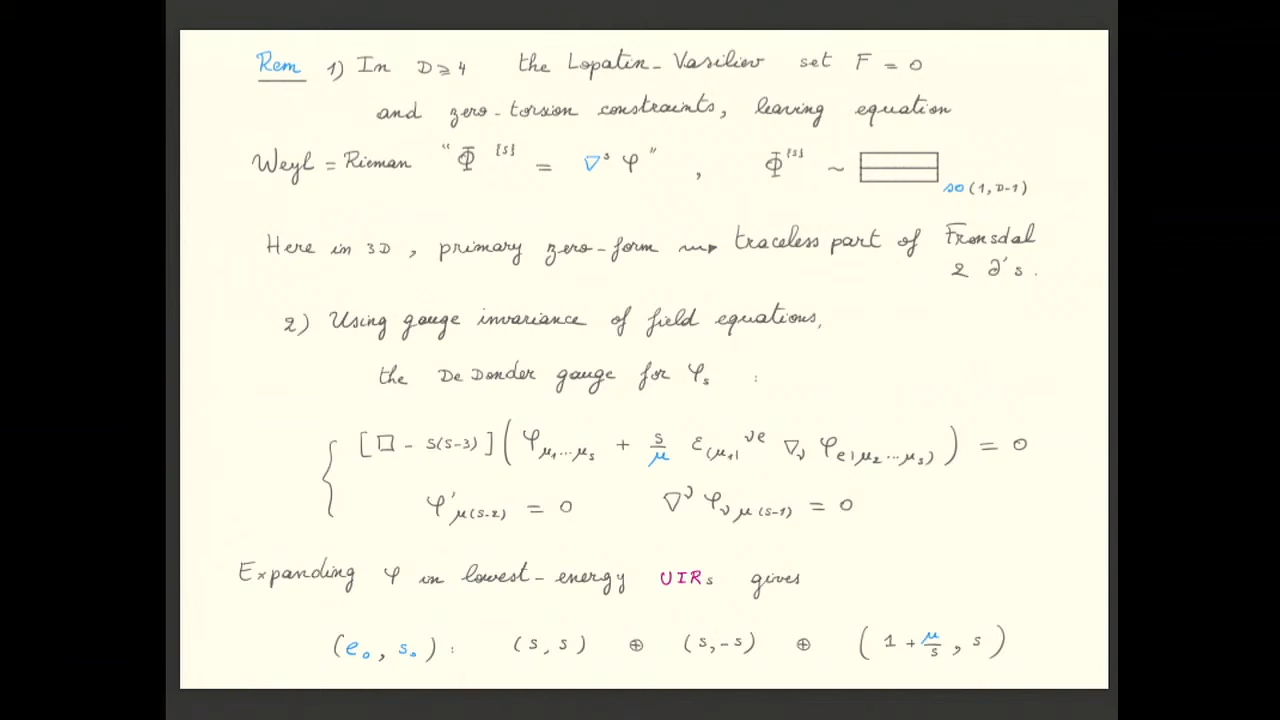 Rem 1) In D ⩾ 4 the Lopatin-Vasiliev set F = 0
and zero-torsion constraints, leaving equation
Weyl = Rieman " Φ^{[s]} = ∇^s φ " , Φ^{[s]} ~ so(1,D-1)
Here in 3D , primary zero-form ⇝ traceless part of Fronsdal
2 ∂'s .
2) Using gauge invariance of field equations,
the De Donder gauge for φ_s :
{ [□ - s(s-3)] ( φ_{μ1...μs} + s/μ ε_{(μ1|}^{νρ} ∇_ν φ_{ρ|μ2...μs)} ) = 0
φ'_{μ(s-2)} = 0 ∇^ν φ_{ν μ(s-1)} = 0
Expanding φ in lowest-energy UIRs gives
(e_0, s_0) : (s, s) ⊕ (s, -s) ⊕ (1 + μ/s , s)